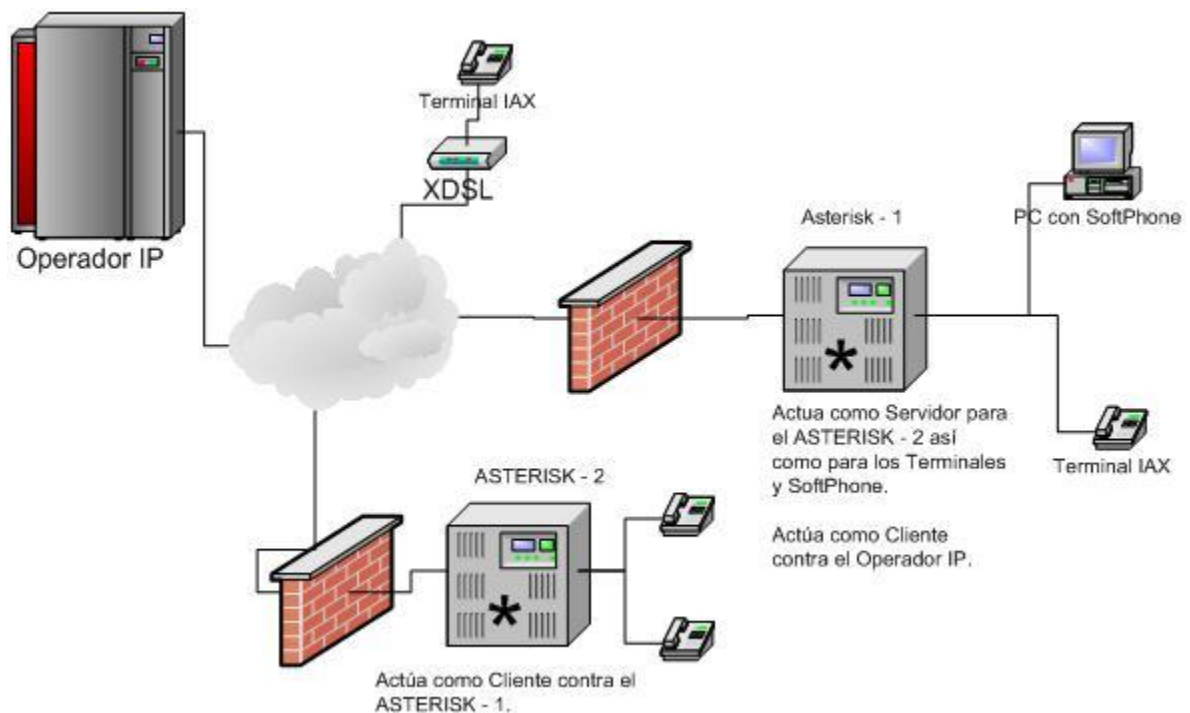 Terminal IAX
XDSL
Operador IP
Asterisk - 1
PC con SoftPhone
*
Actua como Servidor para
el ASTERISK - 2 así
como para los Terminales
y SoftPhone.
Actúa como Cliente
contra el Operador IP.
Terminal IAX
ASTERISK - 2
*
Actúa como Cliente contra el
ASTERISK - 1.